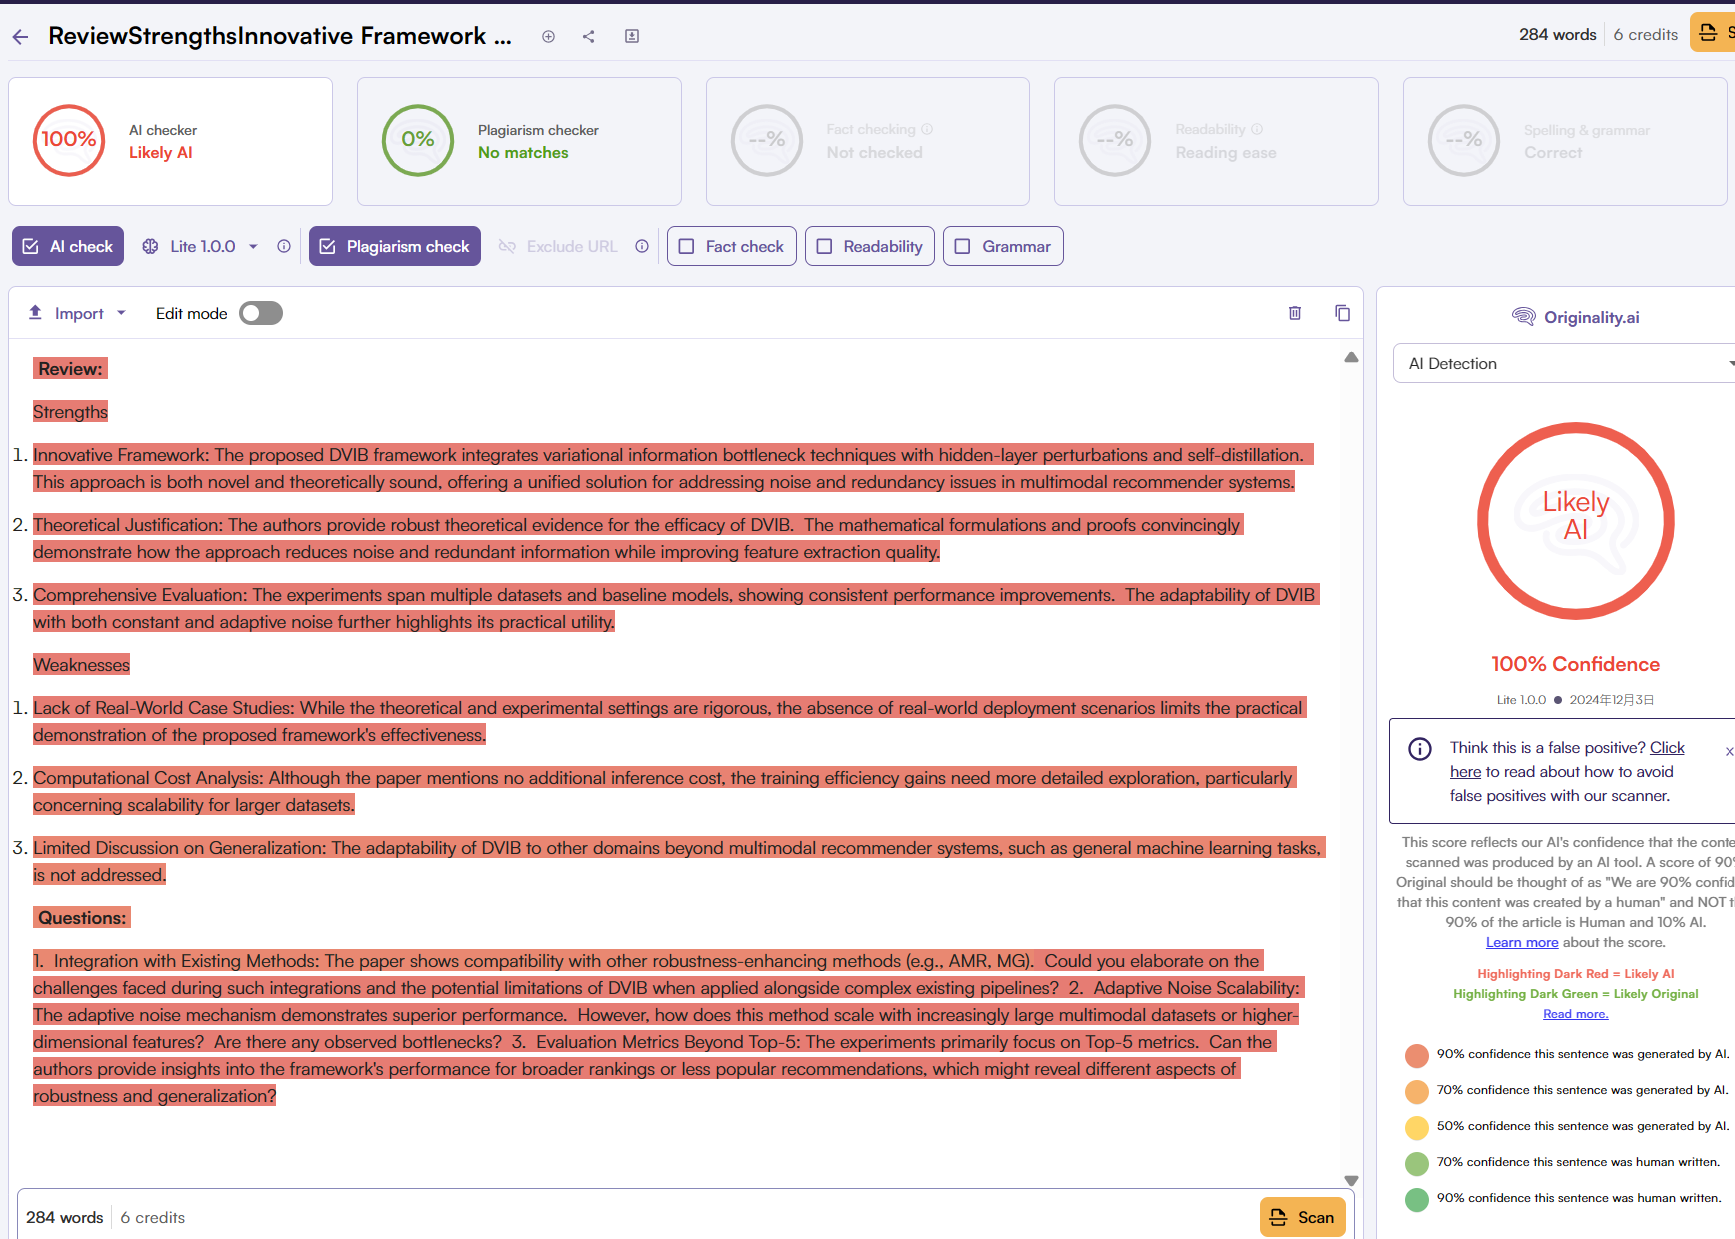 ReviewStrengthsInnovative Framework ...
284 words 6 credits
100% AI checker
Likely AI
0% Plagiarism checker
No matches
--% Fact checking
Not checked
--% Readability
Reading ease
--% Spelling & grammar
Correct
AI check Lite 1.0.0 Plagiarism check Exclude URL Fact check Readability Grammar
Import Edit mode
Review:
Strengths
1. Innovative Framework: The proposed DVIB framework integrates variational information bottleneck techniques with hidden-layer perturbations and self-distillation.
This approach is both novel and theoretically sound, offering a unified solution for addressing noise and redundancy issues in multimodal recommender systems.
2. Theoretical Justification: The authors provide robust theoretical evidence for the efficacy of DVIB. The mathematical formulations and proofs convincingly
demonstrate how the approach reduces noise and redundant information while improving feature extraction quality.
3. Comprehensive Evaluation: The experiments span multiple datasets and baseline models, showing consistent performance improvements. The adaptability of DVIB
with both constant and adaptive noise further highlights its practical utility.
Weaknesses
1. Lack of Real-World Case Studies: While the theoretical and experimental settings are rigorous, the absence of real-world deployment scenarios limits the practical
demonstration of the proposed framework's effectiveness.
2. Computational Cost Analysis: Although the paper mentions no additional inference cost, the training efficiency gains need more detailed exploration, particularly
concerning scalability for larger datasets.
3. Limited Discussion on Generalization: The adaptability of DVIB to other domains beyond multimodal recommender systems, such as general machine learning tasks,
is not addressed.
Questions:
1. Integration with Existing Methods: The paper shows compatibility with other robustness-enhancing methods (e.g., AMR, MG). Could you elaborate on the
challenges faced during such integrations and the potential limitations of DVIB when applied alongside complex existing pipelines? 2. Adaptive Noise Scalability:
The adaptive noise mechanism demonstrates superior performance. However, how does this method scale with increasingly large multimodal datasets or higher-
dimensional features? Are there any observed bottlenecks? 3. Evaluation Metrics Beyond Top-5: The experiments primarily focus on Top-5 metrics. Can the
authors provide insights into the framework's performance for broader rankings or less popular recommendations, which might reveal different aspects of
robustness and generalization?
284 words 6 credits
Scan
Originality.ai
AI Detection
Likely
AI
100% Confidence
Lite 1.0.0 ● 2024年12月3日
Think this is a false positive? Click x
here to read about how to avoid
false positives with our scanner.
This score reflects our AI's confidence that the conte
scanned was produced by an AI tool. A score of 90%
Original should be thought of as "We are 90% confid
that this content was created by a human" and NOT t
90% of the article is Human and 10% AI.
Learn more about the score.
Highlighting Dark Red = Likely AI
Highlighting Dark Green = Likely Original
Read more.
90% confidence this sentence was generated by AI.
70% confidence this sentence was generated by AI.
50% confidence this sentence was generated by AI.
70% confidence this sentence was human written.
90% confidence this sentence was human written.